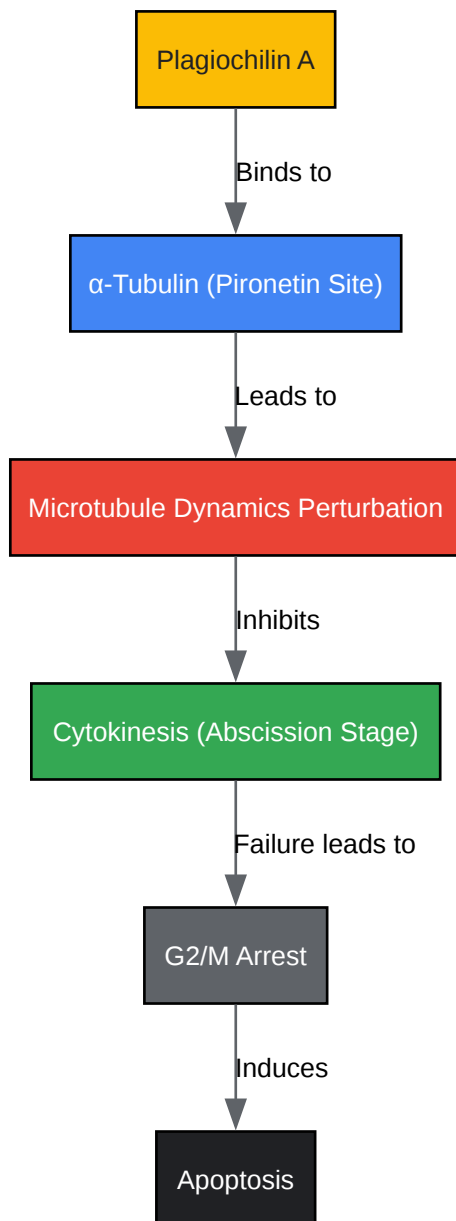 Plagiochilin A
Binds to
α-Tubulin (Pironetin Site)
Leads to
Microtubule Dynamics Perturbation
Inhibits
Cytokinesis (Abscission Stage)
Failure leads to
G2/M Arrest
Induces
Apoptosis